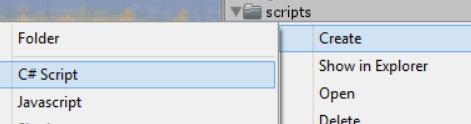 scripts
Folder
Create
C# Script
Show in Explorer
Javascript
Open
Delete